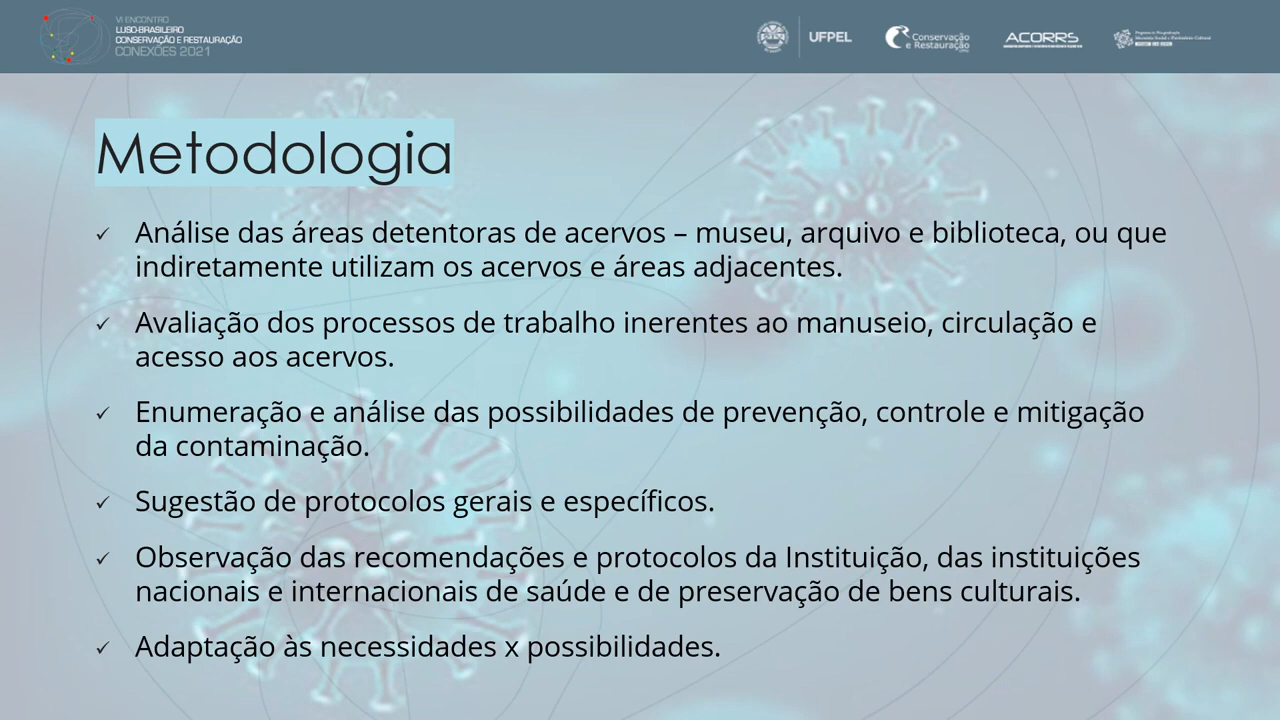 VI ENCONTRO
LUSO-BRASILEIRO
CONSERVAÇÃO E RESTAURAÇÃO
CONEXÕES 2021
UFPEL
Conservação
e Restauração
ACORRS
Metodologia
✓ Análise das áreas detentoras de acervos – museu, arquivo e biblioteca, ou que
indiretamente utilizam os acervos e áreas adjacentes.
✓ Avaliação dos processos de trabalho inerentes ao manuseio, circulação e
acesso aos acervos.
✓ Enumeração e análise das possibilidades de prevenção, controle e mitigação
da contaminação.
✓ Sugestão de protocolos gerais e específicos.
✓ Observação das recomendações e protocolos da Instituição, das instituições
nacionais e internacionais de saúde e de preservação de bens culturais.
✓ Adaptação às necessidades x possibilidades.